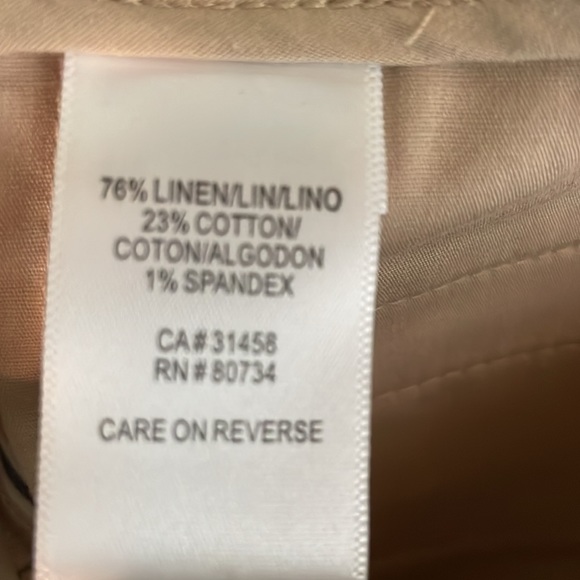 76% LINEN/LIN/LINO
23% COTTON/
COTON/ALGODON
1% SPANDEX
CA# 31458
RN # 80734
CARE ON REVERSE